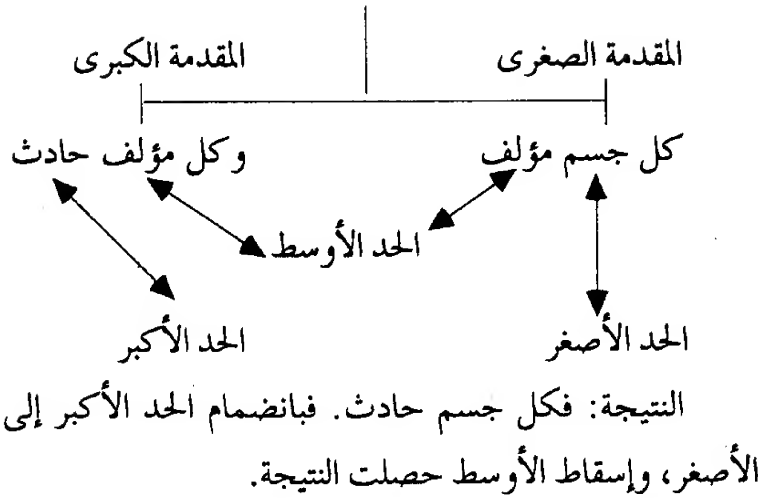 المقدمة الصغرى
المقدمة الكبرى
كل جسم مؤلف
وكل مؤلف حادث
الحد الأوسط
الحد الأصغر
الحد الأكبر
النتيجة: فكل جسم حادث. فبانضمام الحد الأكبر إلى
الأصغر، وإسقاط الأوسط حصلت النتيجة.